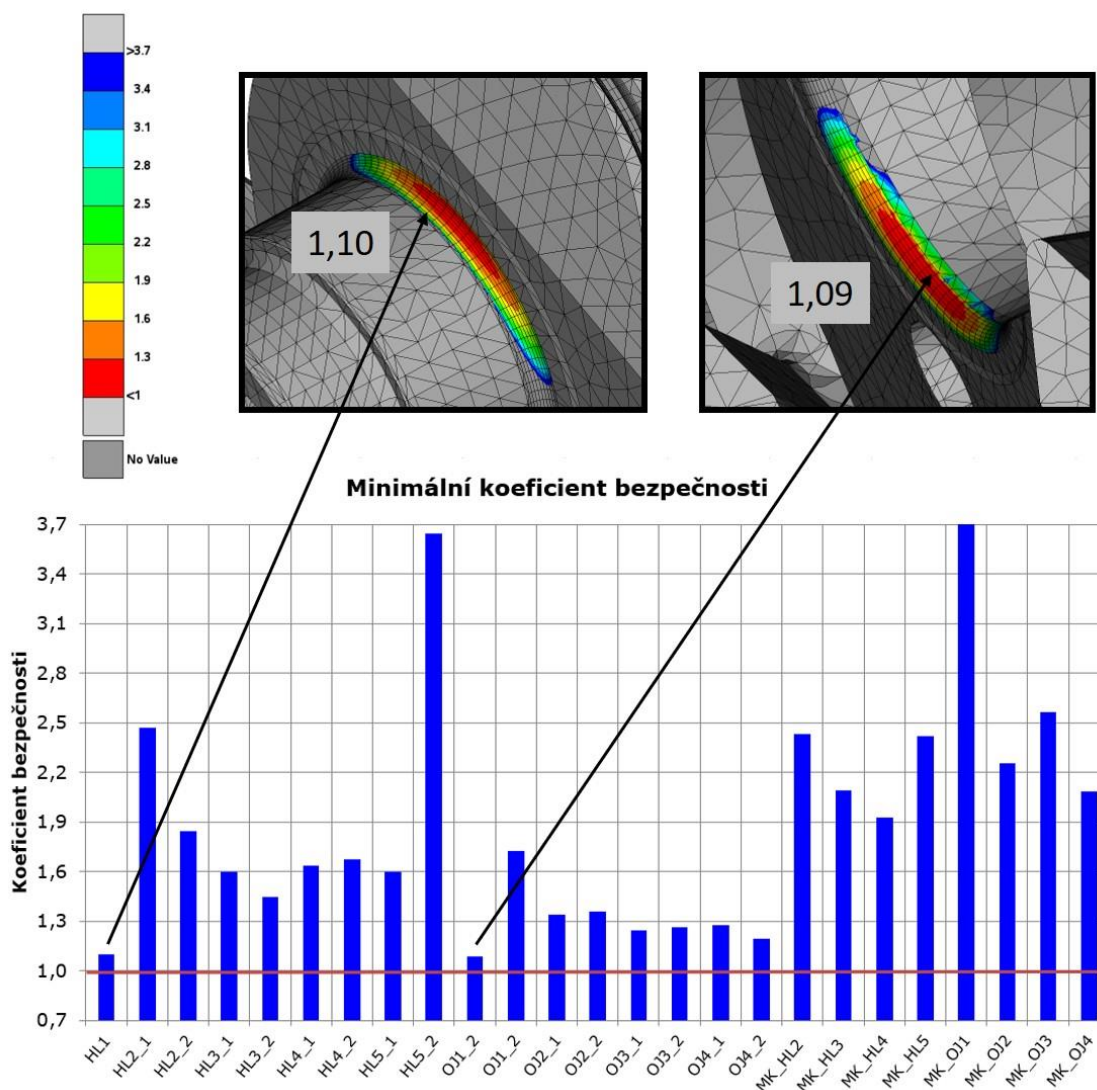 >3.7
3.4
3.1
2.8
2.5
2.2
1.9
1.6
1.3
<1
No Value
1,10
1,09
Minimální koeficient bezpečnosti
Koeficient bezpečnosti
3,7
3,4
3,1
2,8
2,5
2,2
1,9
1,6
1,3
1,0
0,7
HL1
HL2_1
HL2_2
HL3_1
HL3_2
HL4_1
HL4_2
HL5_1
HL5_2
OJ1_2
OJ1_2
OJ2_1
OJ2_2
OJ3_1
OJ3_2
OJ4_1
OJ4_2
MK_HL2
MK_HL3
MK_HL4
MK_HL5
MK_OJ1
MK_OJ2
MK_OJ3
MK_OJ4